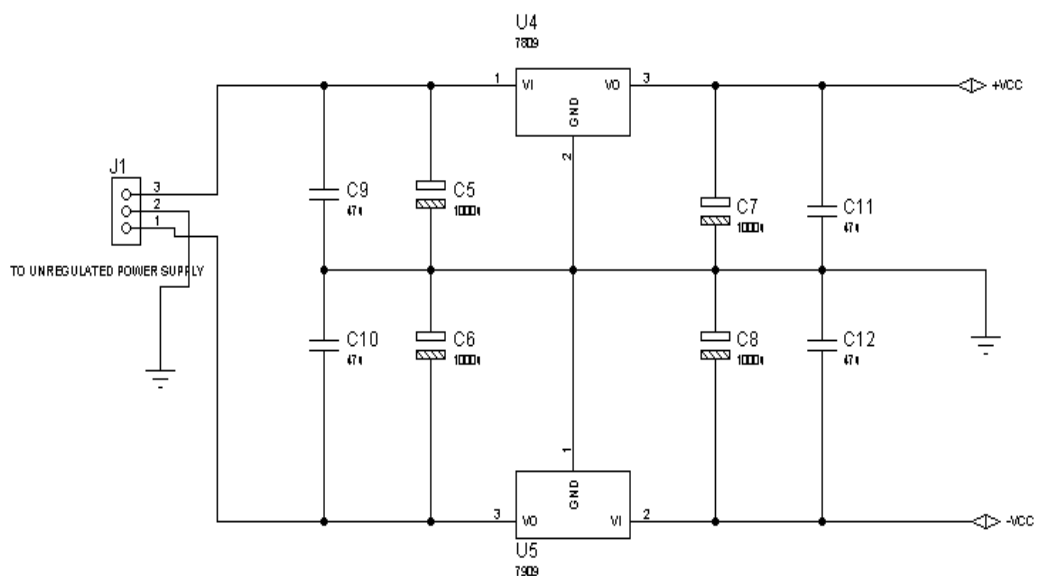 U4
7809
1
VI
VO
3
GND
2
+VCC
J1
3
2
1
TO UNREGULATED POWER SUPPLY
C9
C5
C7
C11
C10
C6
C8
C12
1
GND
3
VO
VI
2
-VCC
U5
7909